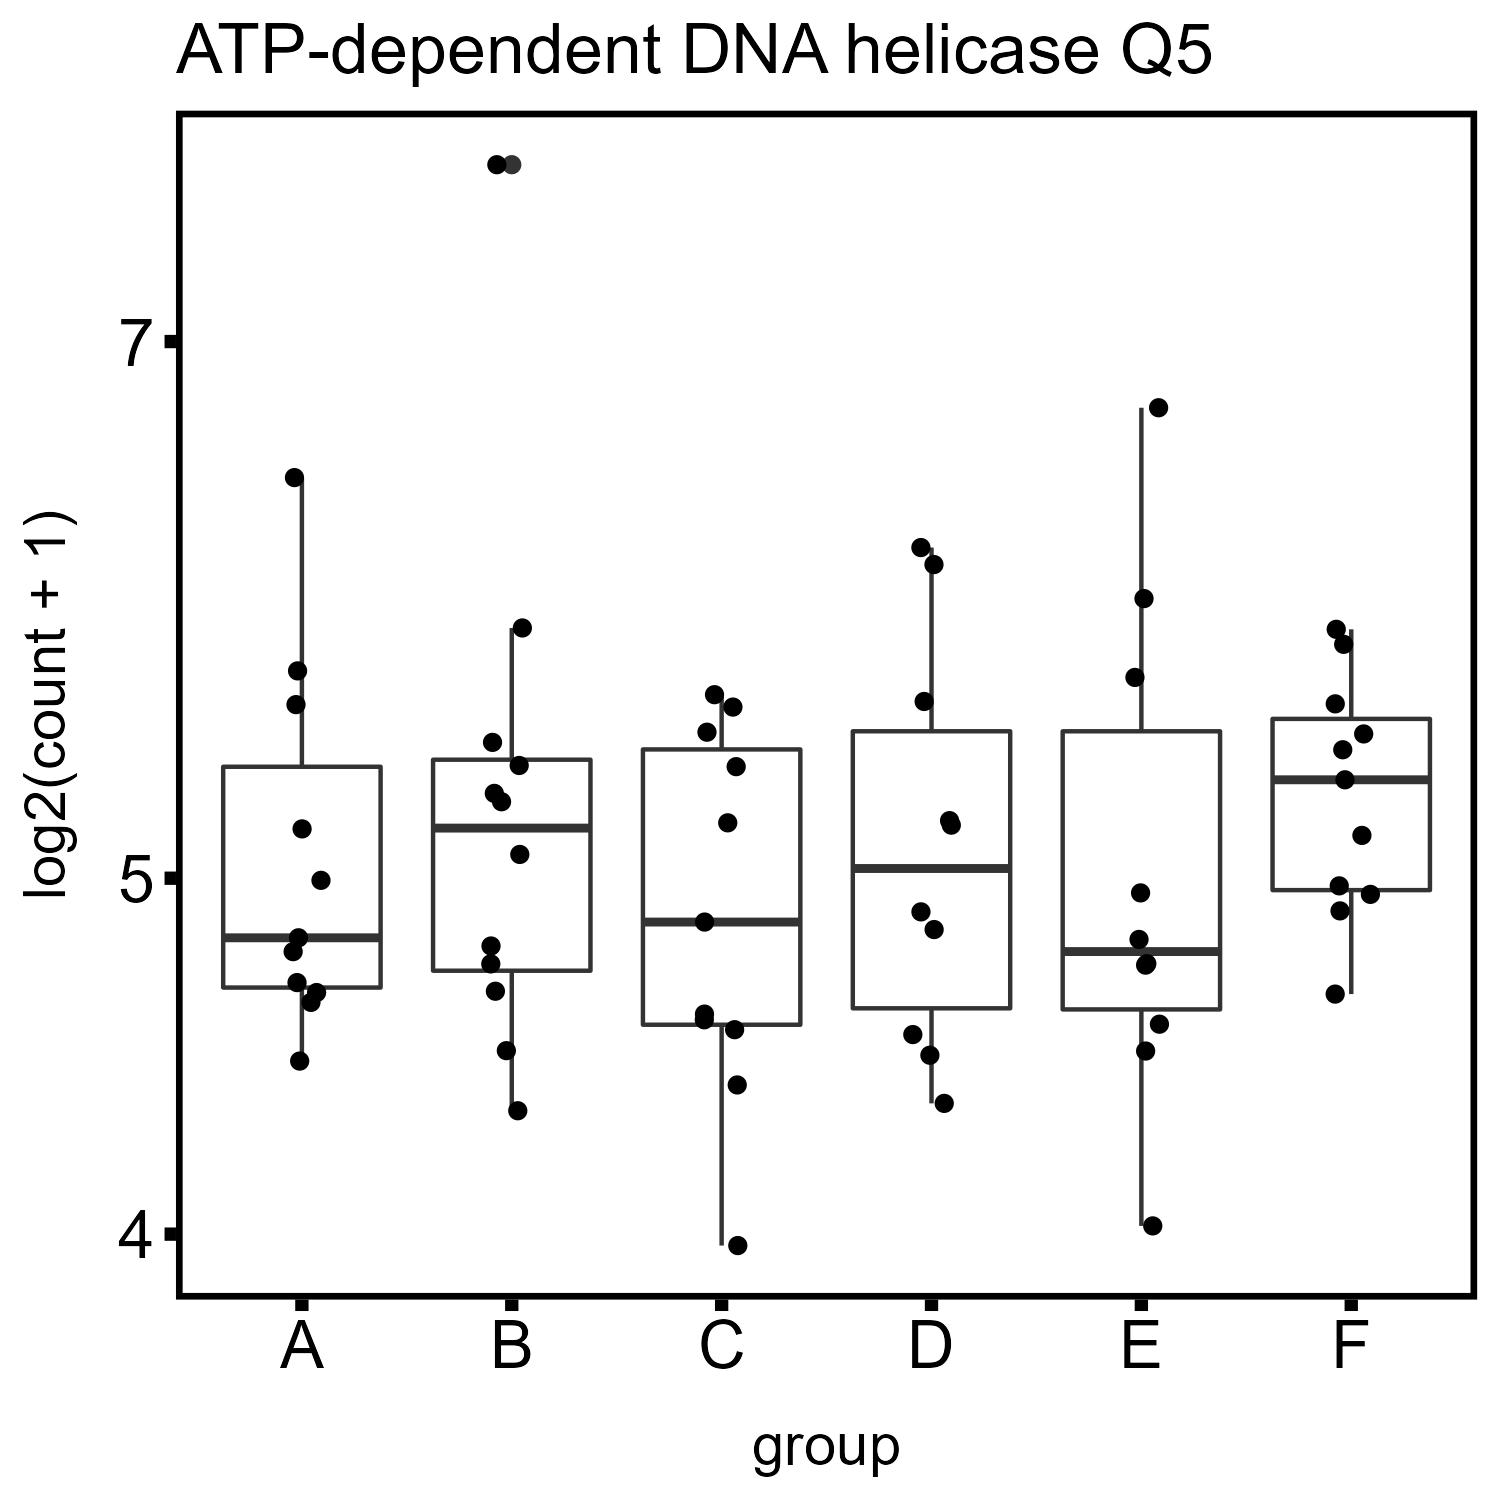 ATP-dependent DNA helicase Q5
log2(count + 1)
7
5
4
A B C D E F
group